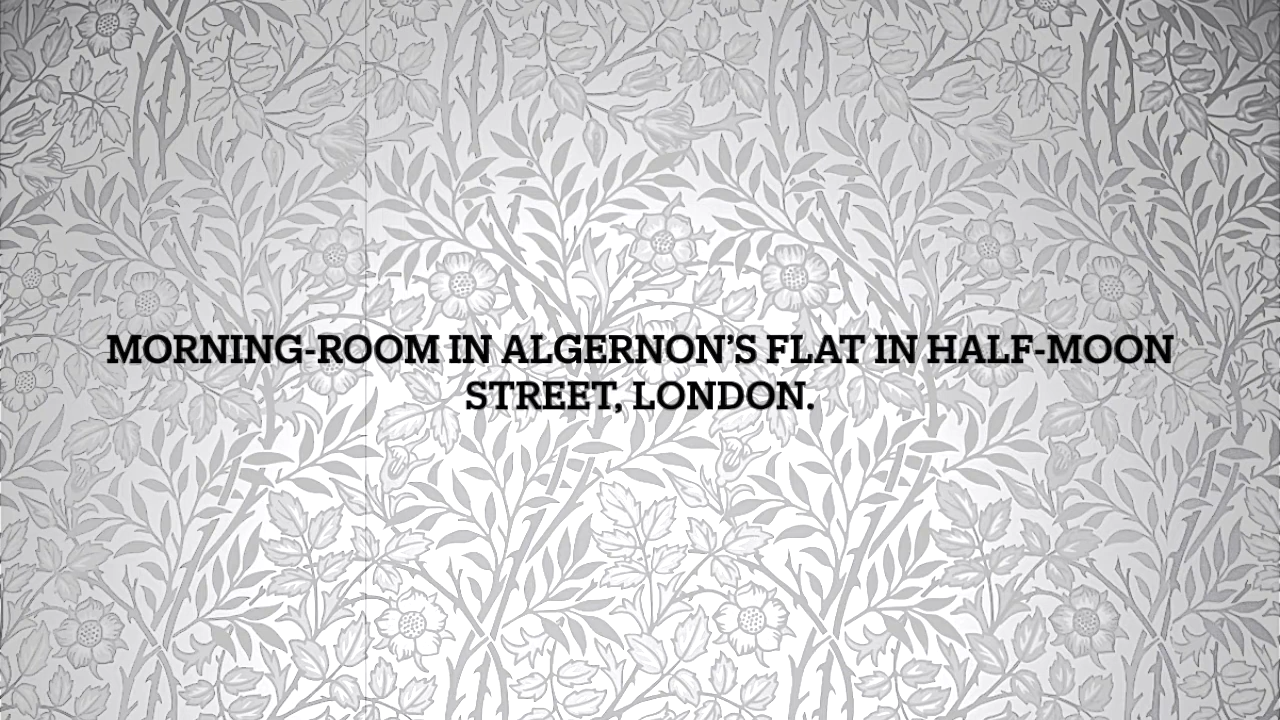 MORNING-ROOM IN ALGERNON’S FLAT IN HALF-MOON
STREET, LONDON.